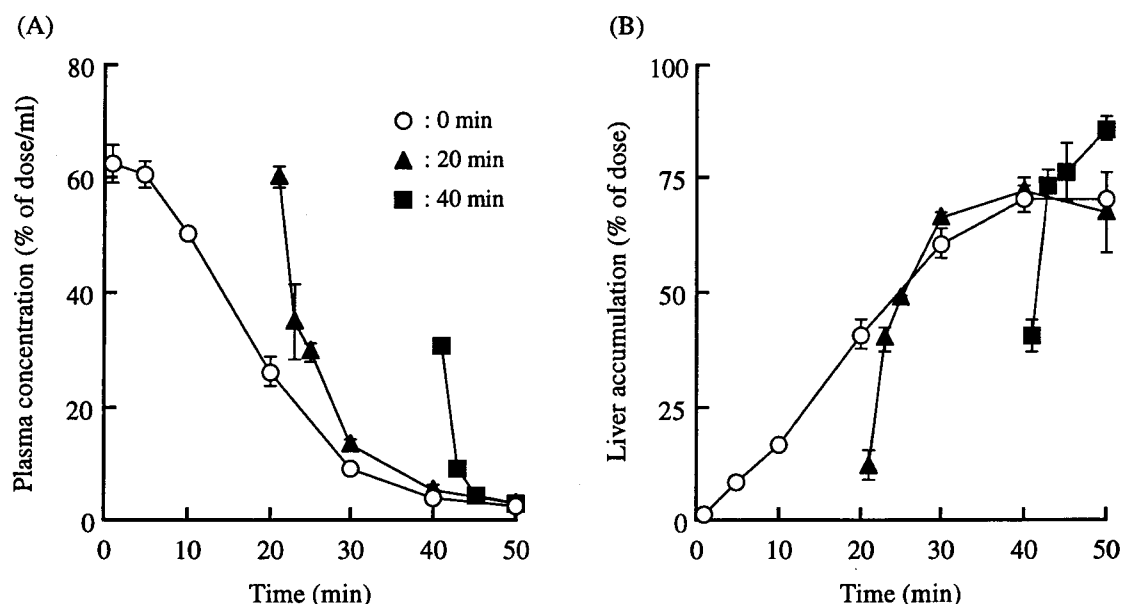 (A)
Plasma concentration (% of dose/ml)
80
60
40
20
0
0 10 20 30 40 50
Time (min)
: 0 min
: 20 min
: 40 min
(B)
Liver accumulation (% of dose)
100
75
50
25
0
0 10 20 30 40 50
Time (min)